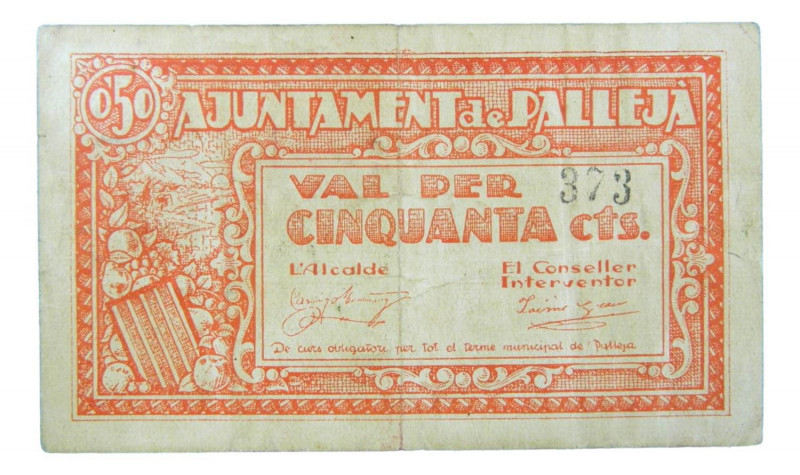 0'50 AJUNTAMENT de PALLEJÀ
VAL PER 373
CINQUANTA cts.
L'Alcalde El Conseller
Interventor
De curs obligatori per tot el terme municipal de Pallejà